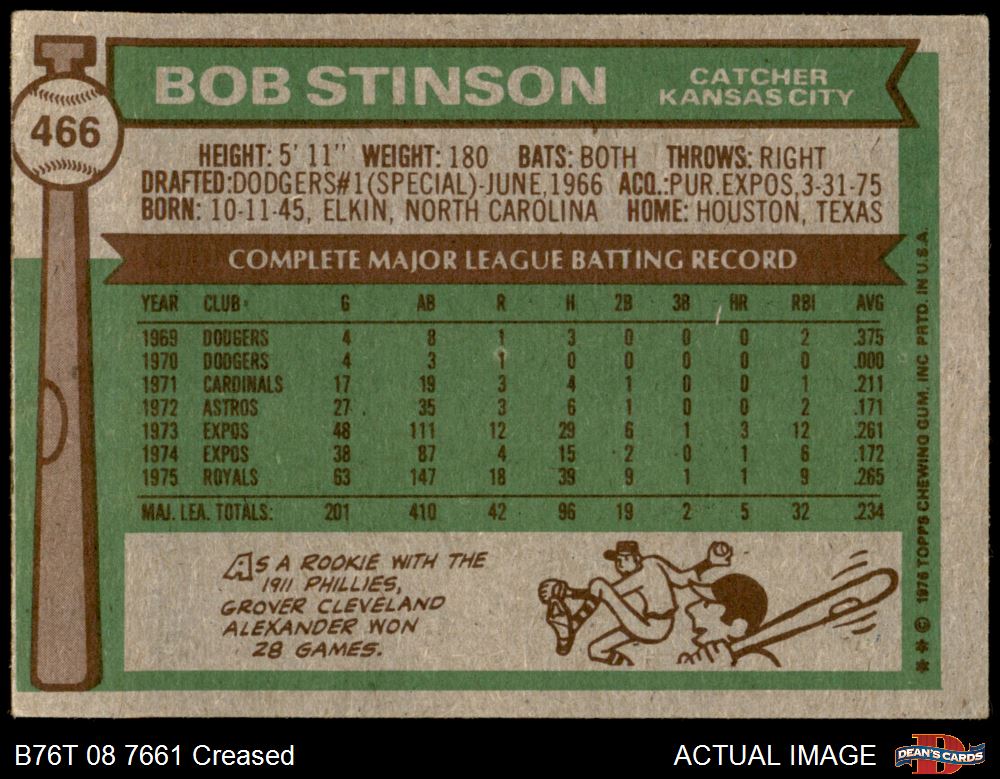 466
BOB STINSON
CATCHER
KANSAS CITY
HEIGHT: 5' 11" WEIGHT: 180 BATS: BOTH THROWS: RIGHT
DRAFTED:DODGERS#1(SPECIAL)-JUNE,1966 ACQ.:PUR.EXPOS,3-31-75
BORN: 10-11-45, ELKIN, NORTH CAROLINA HOME: HOUSTON, TEXAS
COMPLETE MAJOR LEAGUE BATTING RECORD
YEAR CLUB G AB R H 2B 3B HR RBI AVG
1969 DODGERS 4 8 1 3 0 0 0 2 .375
1970 DODGERS 4 3 1 0 0 0 0 0 .000
1971 CARDINALS 17 19 3 4 1 0 0 1 .211
1972 ASTROS 27 35 3 6 1 0 0 2 .171
1973 EXPOS 48 111 12 29 6 1 3 12 .261
1974 EXPOS 38 87 4 15 2 0 1 6 .172
1975 ROYALS 63 147 18 39 9 1 1 9 .265
MAJ. LEA. TOTALS: 201 410 42 96 19 2 5 32 .234
AS A ROOKIE WITH THE
1911 PHILLIES,
GROVER CLEVELAND
ALEXANDER WON
28 GAMES.
** © 1976 TOPPS CHEWING GUM, INC PRTD. IN U.S.A.
B76T 08 7661 Creased
ACTUAL IMAGE
DEAN'S CARDS